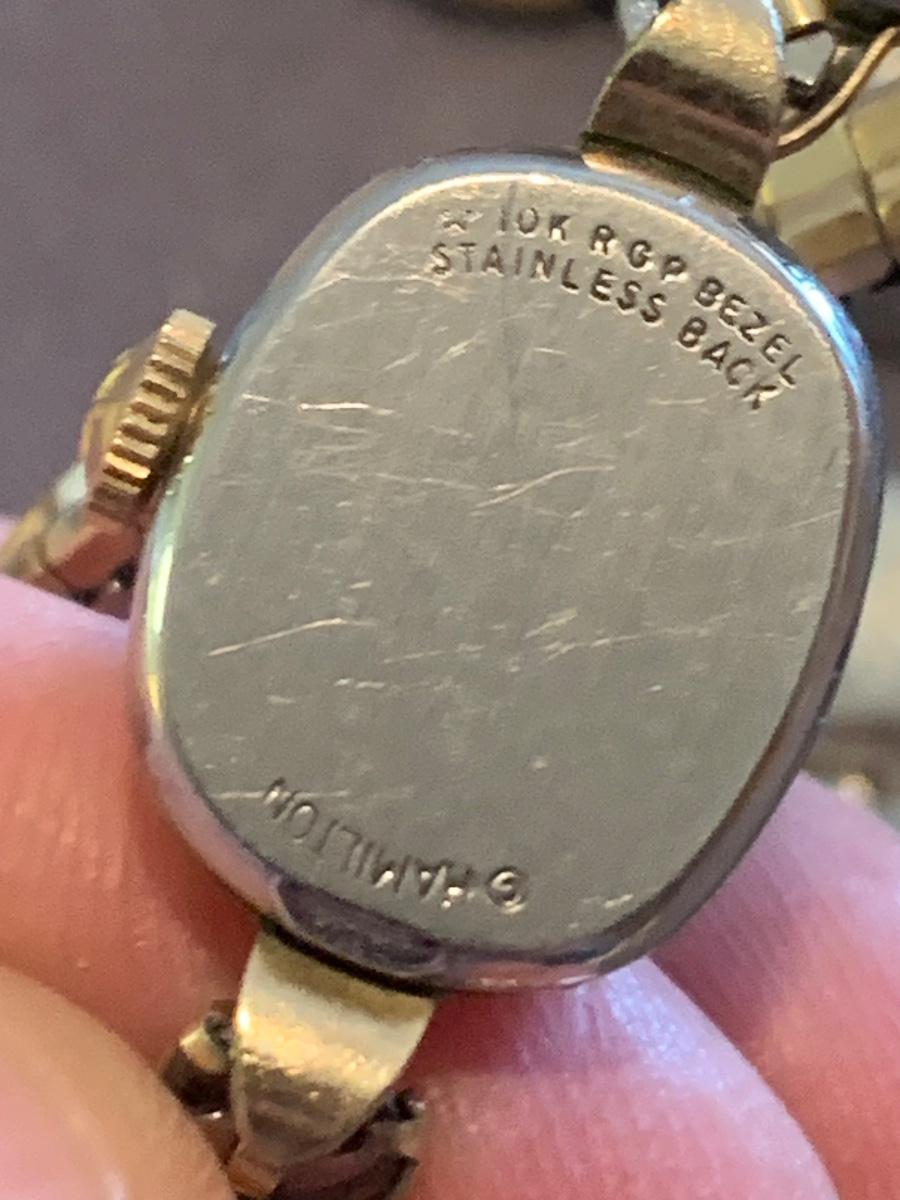 ☆ 10K RGP BEZEL
STAINLESS BACK
© HAMILTON